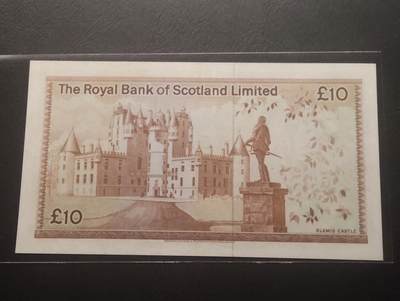 The Royal Bank of Scotland Limited £10
£10
GLAMIS CASTLE